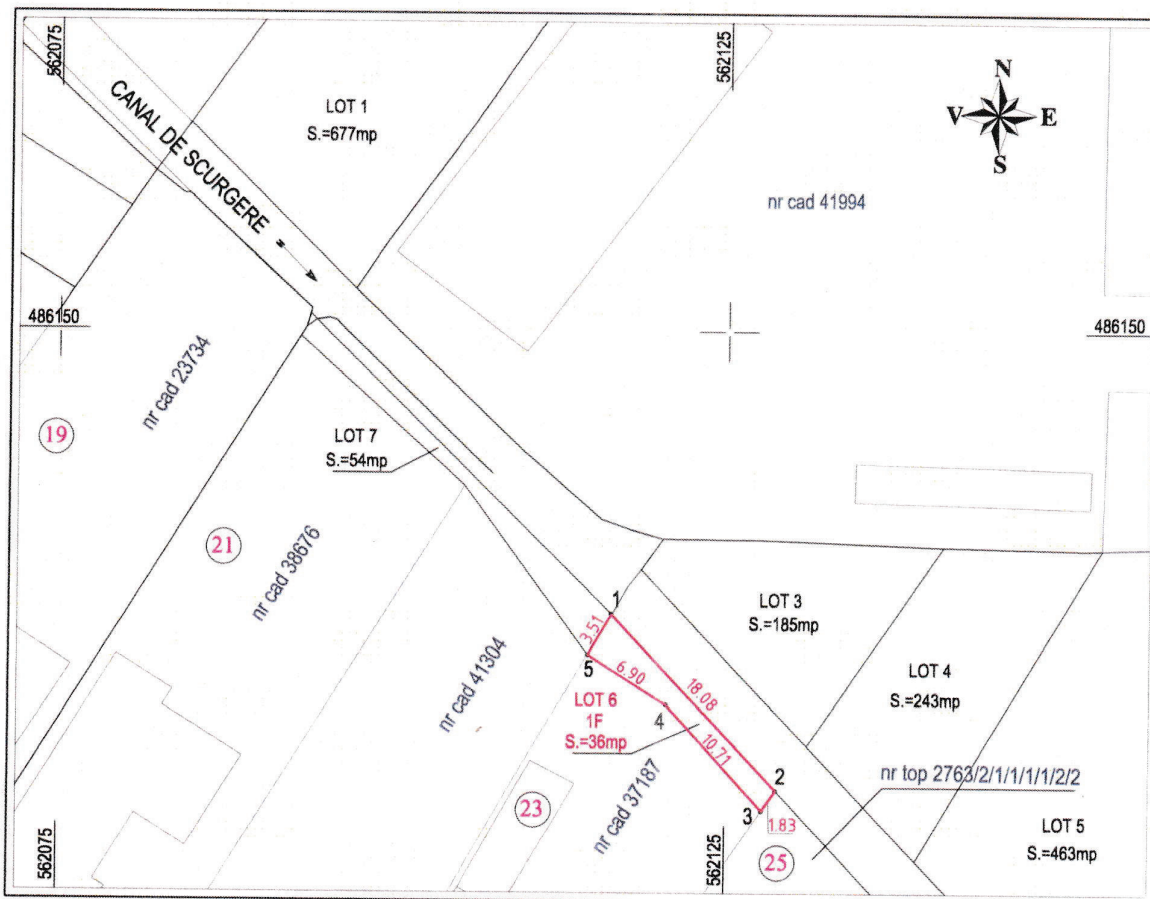 562075
562125
N
V E
S
CANAL DE SCURGERE
LOT 1
S.=677mp
nr cad 41994
486150
486150
nr cad 23734
19
LOT 7
S.=54mp
21
nr cad 38676
1
3.51
5
6.90
18.08
LOT 3
S.=185mp
nr cad 41304
LOT 6
1F
S.=36mp
4
10.71
LOT 4
S.=243mp
nr top 2763/2/1/1/1/1/2/2
2
3
1.83
23
nr cad 37187
25
LOT 5
S.=463mp
562075
562125